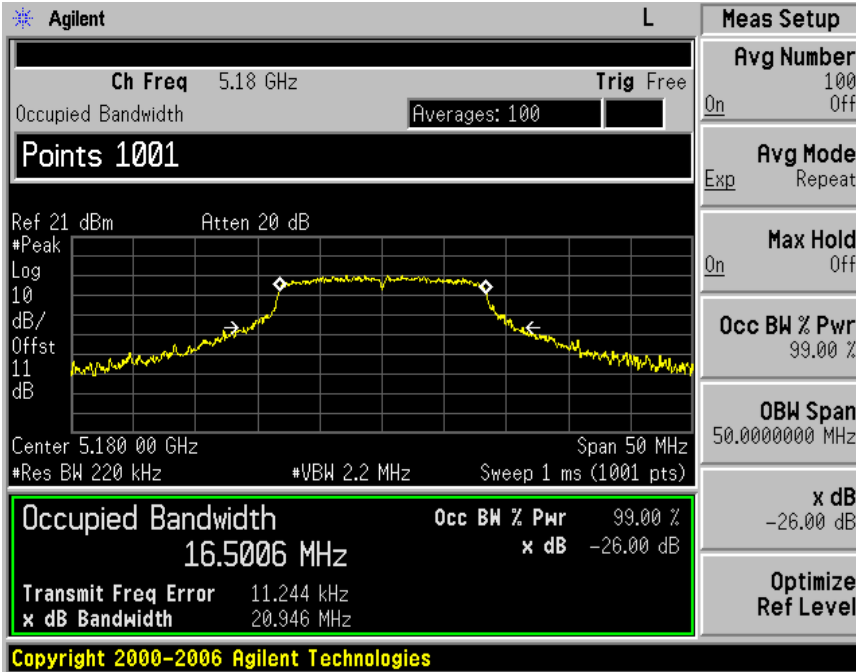 Agilent L
Ch Freq 5.18 GHz Trig Free
Occupied Bandwidth Averages: 100
Points 1001
Ref 21 dBm Atten 20 dB
#Peak
Log
10
dB/
Offst
11
dB
Center 5.180 00 GHz Span 50 MHz
#Res BW 220 kHz #VBW 2.2 MHz Sweep 1 ms (1001 pts)
Occupied Bandwidth Occ BW % Pwr 99.00 %
16.5006 MHz x dB -26.00 dB
Transmit Freq Error 11.244 kHz
x dB Bandwidth 20.946 MHz
Copyright 2000-2006 Agilent Technologies
Meas Setup
Avg Number
100
On Off
Avg Mode
Exp Repeat
Max Hold
On Off
Occ BW % Pwr
99.00 %
OBW Span
50.0000000 MHz
x dB
-26.00 dB
Optimize
Ref Level